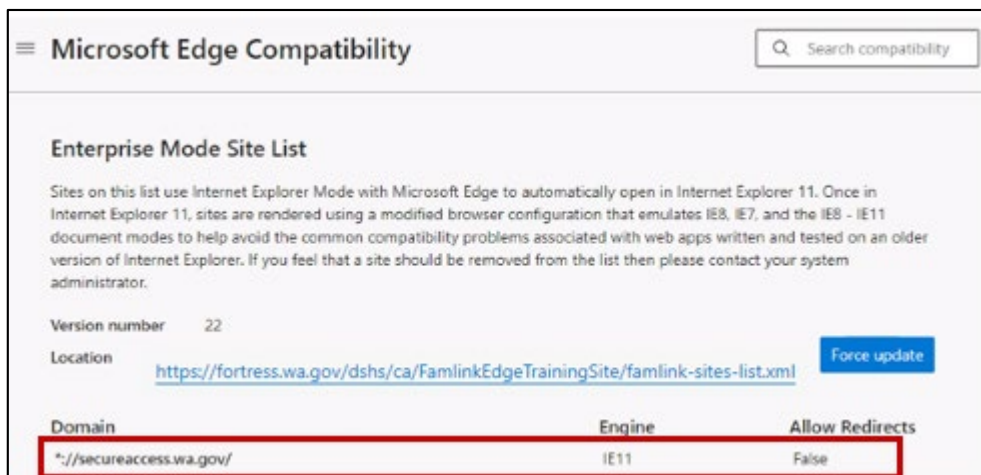 Microsoft Edge Compatibility
Search compatibility
Enterprise Mode Site List
Sites on this list use Internet Explorer Mode with Microsoft Edge to automatically open in Internet Explorer 11. Once in
Internet Explorer 11, sites are rendered using a modified browser configuration that emulates IE8, IE7, and the IE8 - IE11
document modes to help avoid the common compatibility problems associated with web apps written and tested on an older
version of Internet Explorer. If you feel that a site should be removed from the list then please contact your system
administrator.
Version number 22
Location https://fortress.wa.gov/dshs/ca/FamlinkEdgeTrainingSite/famlink-sites-list.xml Force update
Domain Engine Allow Redirects
*://secureaccess.wa.gov/ IE11 False